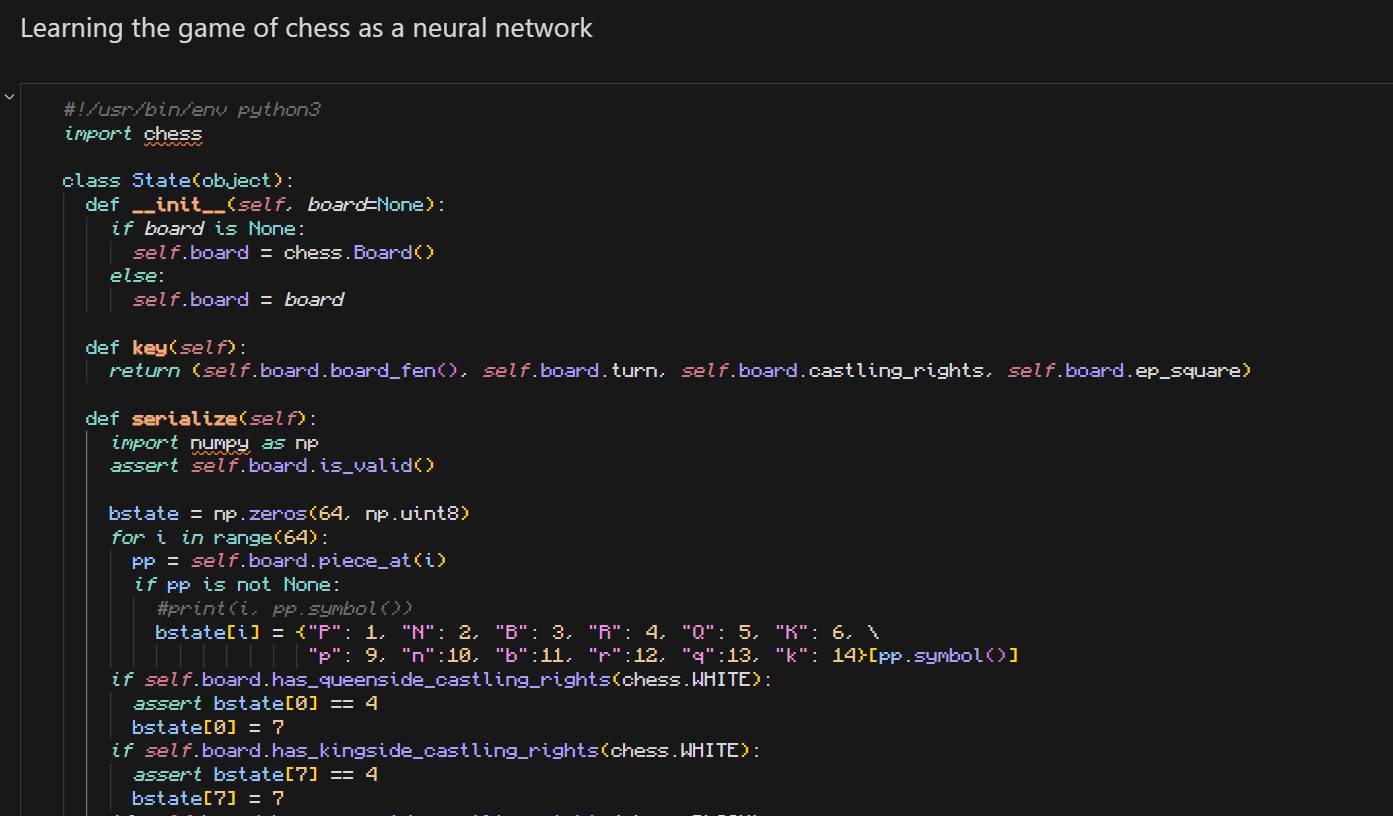 Learning the game of chess as a neural network
#!/usr/bin/env python3
import chess
class State(object):
def __init__(self, board=None):
if board is None:
self.board = chess.Board()
else:
self.board = board
def key(self):
return (self.board.board_fen(), self.board.turn, self.board.castling_rights, self.board.ep_square)
def serialize(self):
import numpy as np
assert self.board.is_valid()
bstate = np.zeros(64, np.uint8)
for i in range(64):
pp = self.board.piece_at(i)
if pp is not None:
#print(i, pp.symbol())
bstate[i] = {"P": 1, "N": 2, "B": 3, "R": 4, "Q": 5, "K": 6, \
"p": 9, "n":10, "b":11, "r":12, "q":13, "k": 14}[pp.symbol()]
if self.board.has_queenside_castling_rights(chess.WHITE):
assert bstate[0] == 4
bstate[0] = 7
if self.board.has_kingside_castling_rights(chess.WHITE):
assert bstate[7] == 4
bstate[7] = 7